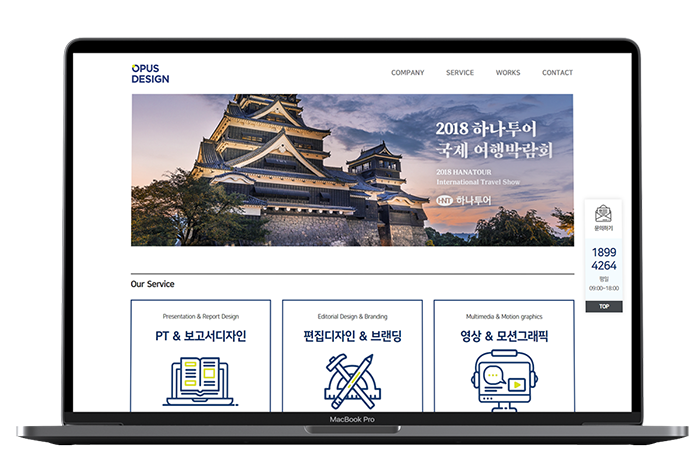 OPUS
DESIGN
COMPANY
SERVICE
WORKS
CONTACT
2018 하나투어
국제 여행박람회
2018 HANATOUR
International Travel Show
HNT 하나투어
문의하기
1899
4264
평일
09:00~18:00
TOP
Our Service
Presentation & Report Design
PT & 보고서디자인
Editorial Design & Branding
편집디자인 & 브랜딩
Multimedia & Motion graphics
영상 & 모션그래픽
MacBook Pro